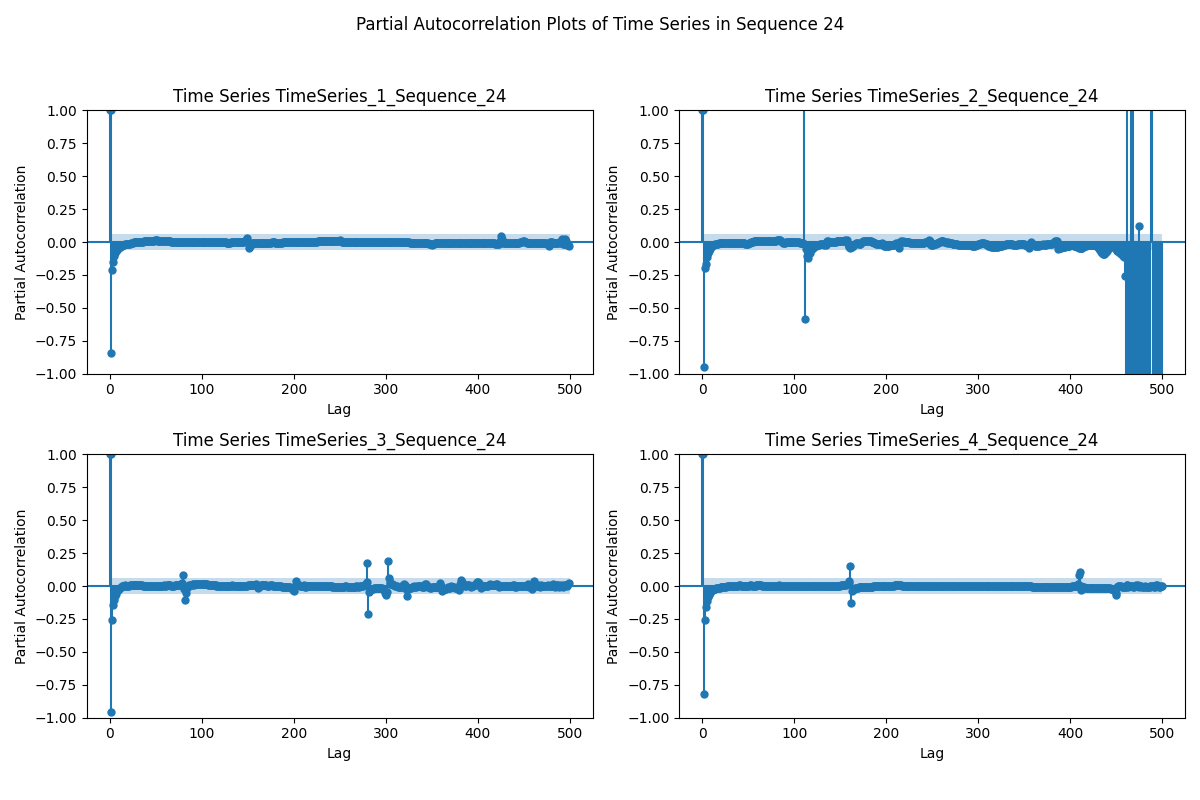 Partial Autocorrelation Plots of Time Series in Sequence 24
Time Series TimeSeries_1_Sequence_24
Partial Autocorrelation
1.00
0.75
0.50
0.25
0.00
−0.25
−0.50
−0.75
−1.00
0 100 200 300 400 500
Lag
Time Series TimeSeries_2_Sequence_24
Partial Autocorrelation
1.00
0.75
0.50
0.25
0.00
−0.25
−0.50
−0.75
−1.00
0 100 200 300 400 500
Lag
Time Series TimeSeries_3_Sequence_24
Partial Autocorrelation
1.00
0.75
0.50
0.25
0.00
−0.25
−0.50
−0.75
−1.00
0 100 200 300 400 500
Lag
Time Series TimeSeries_4_Sequence_24
Partial Autocorrelation
1.00
0.75
0.50
0.25
0.00
−0.25
−0.50
−0.75
−1.00
0 100 200 300 400 500
Lag